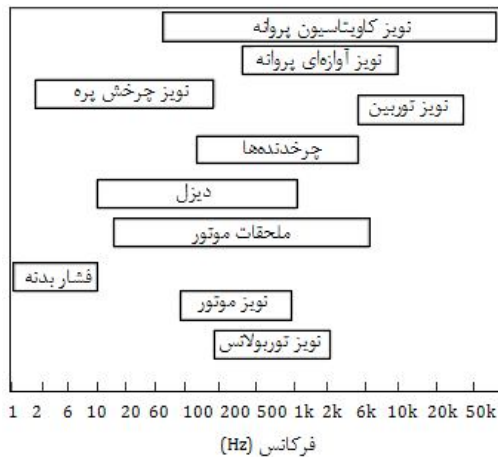 نویز کاویتاسیون پروانه
نویز آوازه‌ای پروانه
نویز چرخش پره
نویز توربین
چرخدنده‌ها
دیزل
ملحقات موتور
فشار بدنه
نویز موتور
نویز توربولانس
1 2 6 10 20 60 100 200 500 1k 2k 6k 10k 20k 50k
فرکانس (Hz)